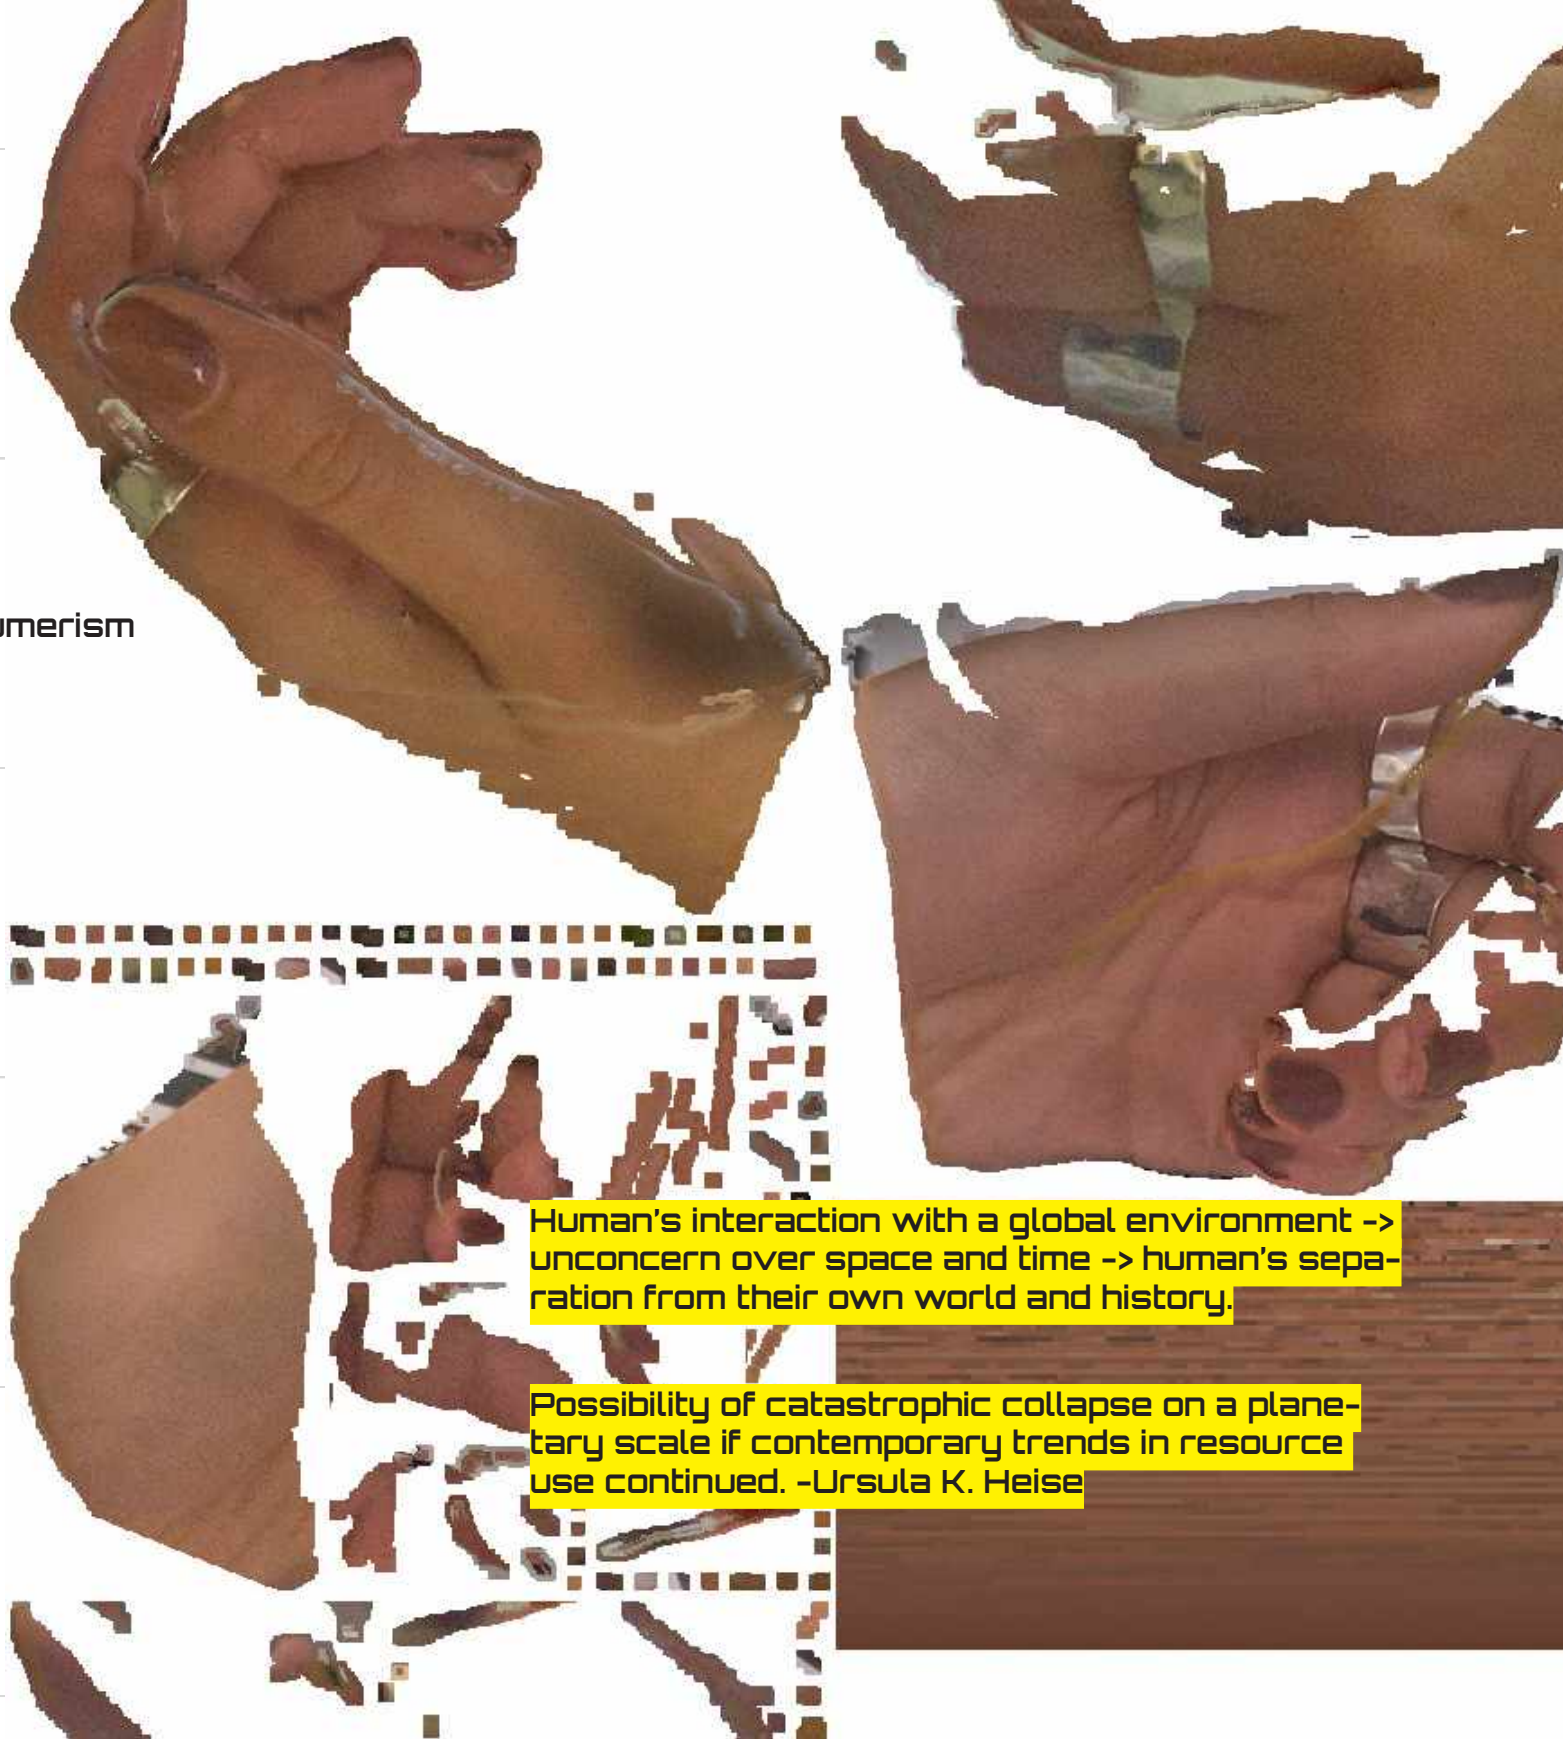 umerism
Human's interaction with a global environment ->
unconcern over space and time -> human's sepa-
ration from their own world and history.
Possibility of catastrophic collapse on a plane-
tary scale if contemporary trends in resource
use continued. -Ursula K. Heise